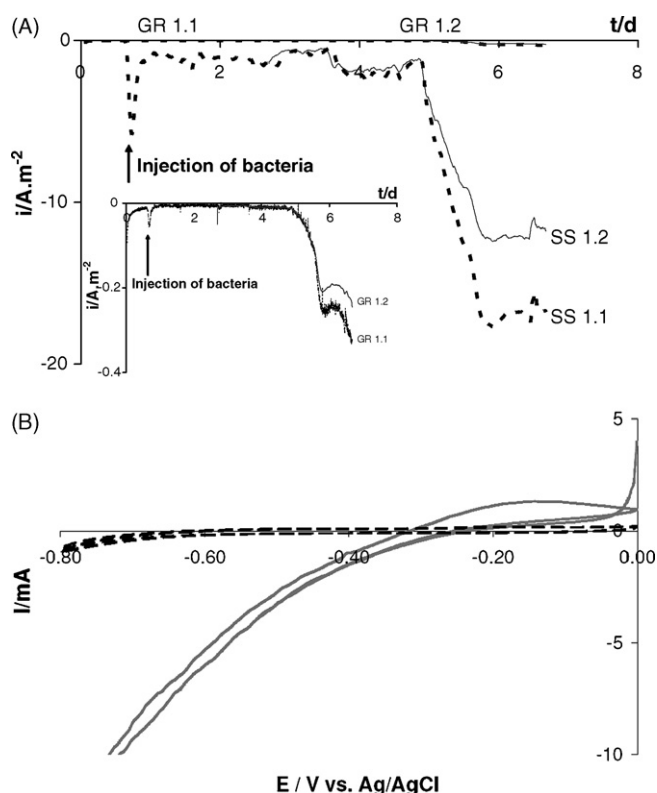 (A)
GR 1.1 GR 1.2 t/d
0
0 2 4 6 8
i/A.m⁻²
-10
-20
Injection of bacteria
SS 1.2
SS 1.1
t/d
0
0 2 4 6 8
i/A.m⁻²
-0.2
-0.4
Injection of bacteria
GR 1.2
GR 1.1
(B)
5
0
-0.80 -0.60 -0.40 -0.20 0.00
I/mA
-5
-10
E / V vs. Ag/AgCl